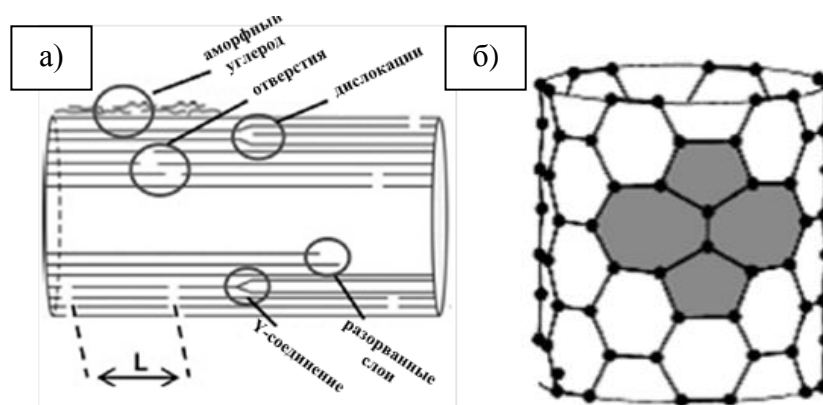 а)
аморфный
углерод
отверстия
дислокации
б)
L
Y-соединение
разорванные
слои